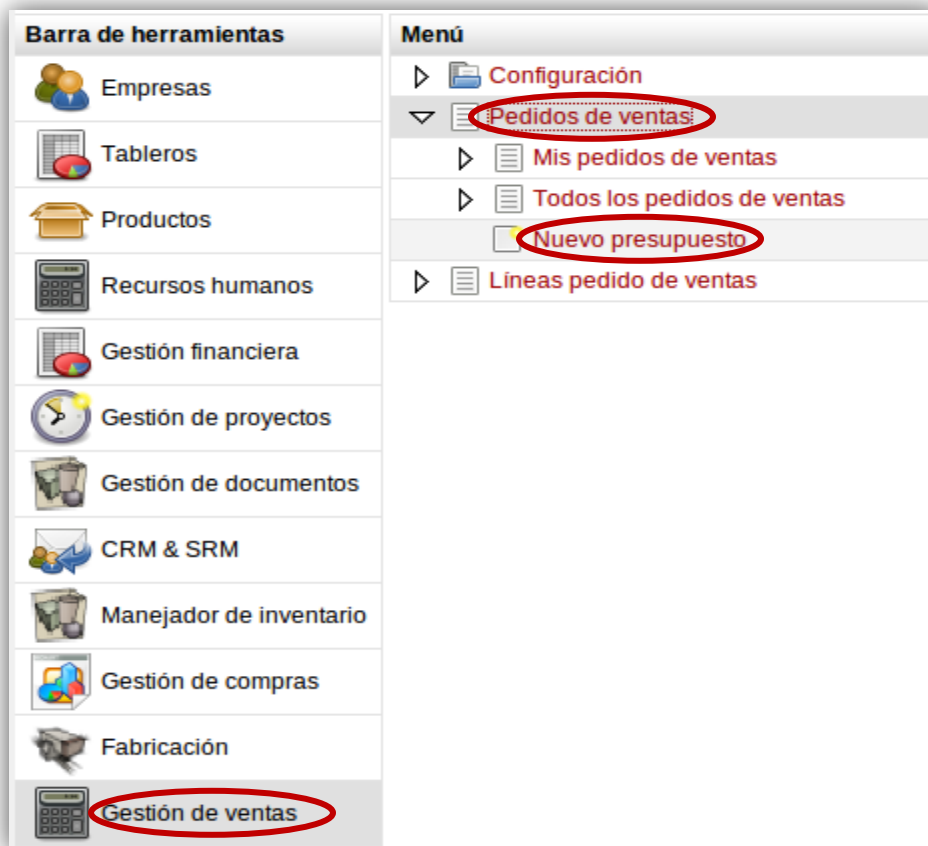 Barra de herramientas
Empresas
Tableros
Productos
Recursos humanos
Gestión financiera
Gestión de proyectos
Gestión de documentos
CRM & SRM
Manejador de inventario
Gestión de compras
Fabricación
Gestión de ventas
Menú
Configuración
Pedidos de ventas
Mis pedidos de ventas
Todos los pedidos de ventas
Nuevo presupuesto
Líneas pedido de ventas